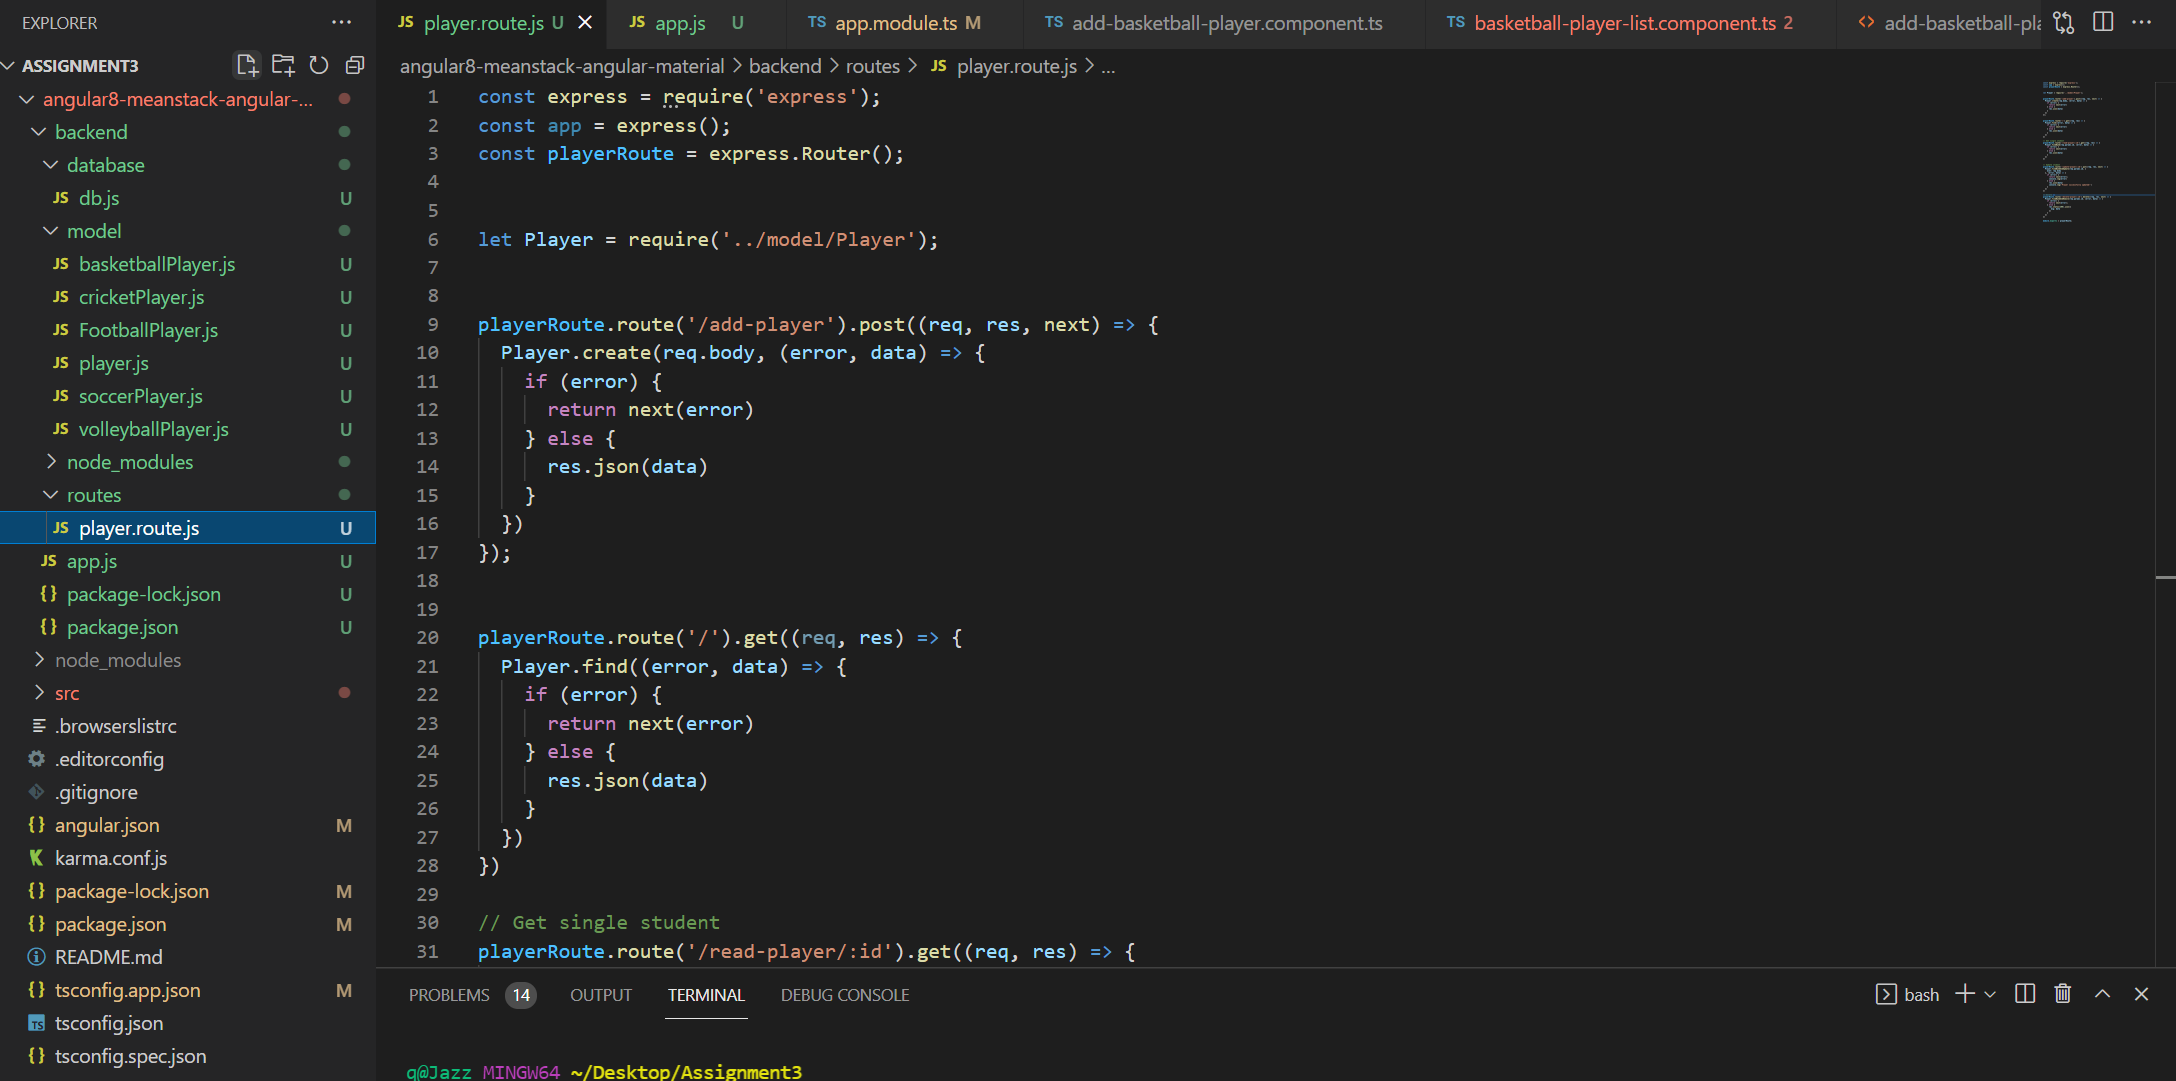 EXPLORER
ASSIGNMENT3
angular8-meanstack-angular-...
backend
database
JS db.js U
model
JS basketballPlayer.js U
JS cricketPlayer.js U
JS FootballPlayer.js U
JS player.js U
JS soccerPlayer.js U
JS volleyballPlayer.js U
node_modules
routes
JS player.route.js U
JS app.js U
{} package-lock.json U
{} package.json U
node_modules
src
.browserslistrc
.editorconfig
.gitignore
{} angular.json M
K karma.conf.js
{} package-lock.json M
{} package.json M
README.md
{} tsconfig.app.json M
TS tsconfig.json
{} tsconfig.spec.json
JS player.route.js U
JS app.js U
TS app.module.ts M
TS add-basketball-player.component.ts
TS basketball-player-list.component.ts 2
<> add-basketball-pla
angular8-meanstack-angular-material > backend > routes > JS player.route.js > ...
1 const express = require('express');
2 const app = express();
3 const playerRoute = express.Router();
4
5
6 let Player = require('../model/Player');
7
8
9 playerRoute.route('/add-player').post((req, res, next) => {
10 Player.create(req.body, (error, data) => {
11 if (error) {
12 return next(error)
13 } else {
14 res.json(data)
15 }
16 })
17 });
18
19
20 playerRoute.route('/').get((req, res) => {
21 Player.find((error, data) => {
22 if (error) {
23 return next(error)
24 } else {
25 res.json(data)
26 }
27 })
28 })
29
30 // Get single student
31 playerRoute.route('/read-player/:id').get((req, res) => {
PROBLEMS 14 OUTPUT TERMINAL DEBUG CONSOLE
bash
q@Jazz MINGW64 ~/Desktop/Assignment3